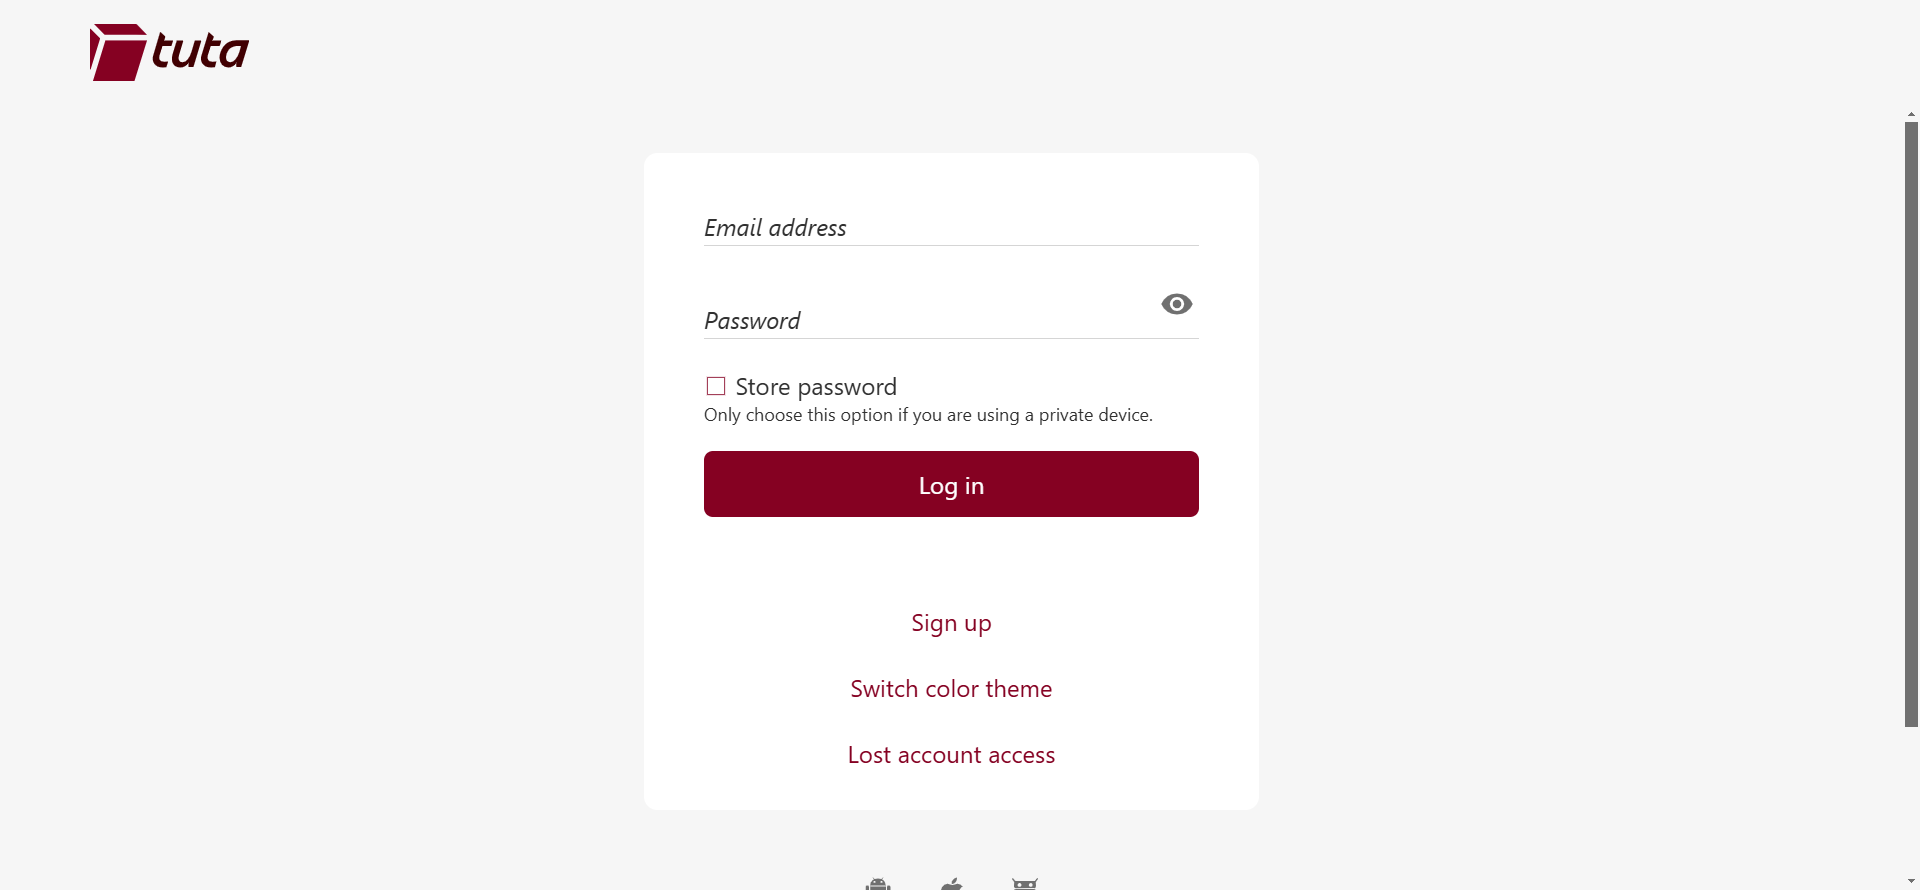 tuta
Email address
Password
Store password
Only choose this option if you are using a private device.
Log in
Sign up
Switch color theme
Lost account access